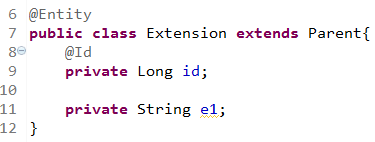 6 @Entity
7 public class Extension extends Parent{
8 @Id
9 private Long id;
10
11 private String e1;
12 }